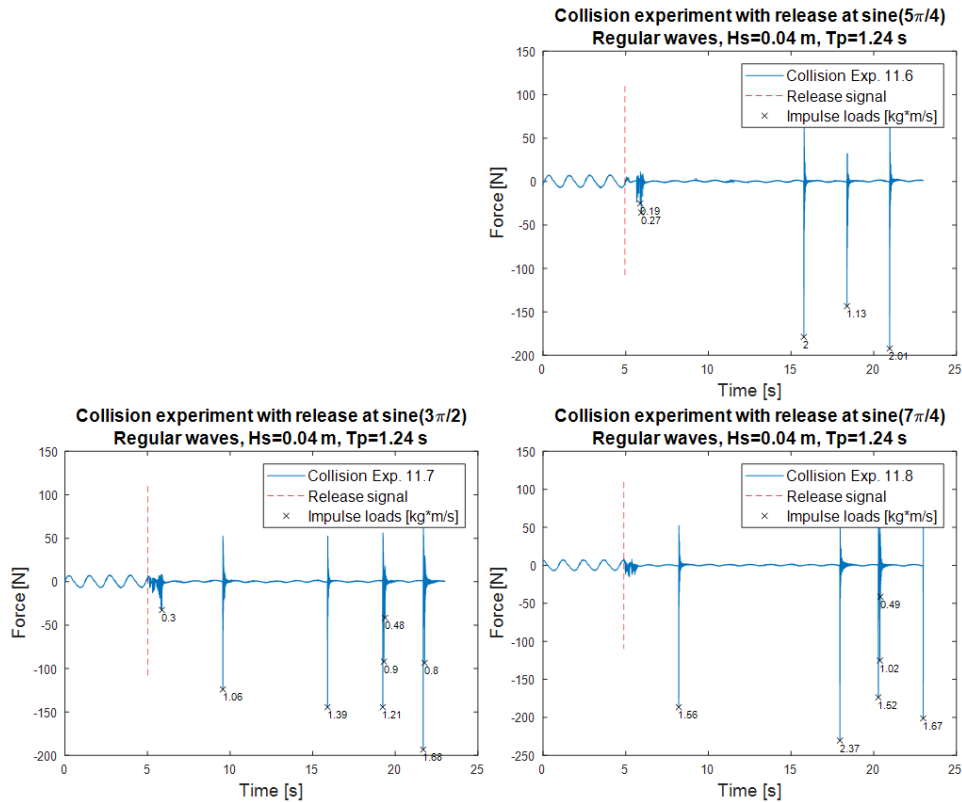 Collision experiment with release at sine(5π/4)
Regular waves, Hs=0.04 m, Tp=1.24 s
150
100
50
0
-50
-100
-150
-200
Force [N]
Collision Exp. 11.6
Release signal
Impulse loads [kg*m/s]
0.19
0.27
2
1.13
2.01
0 5 10 15 20 25
Time [s]
Collision experiment with release at sine(3π/2)
Regular waves, Hs=0.04 m, Tp=1.24 s
150
100
50
0
-50
-100
-150
-200
Force [N]
Collision Exp. 11.7
Release signal
Impulse loads [kg*m/s]
0.3
1.06
1.39
0.48
0.9
1.21
0.8
1.68
0 5 10 15 20 25
Time [s]
Collision experiment with release at sine(7π/4)
Regular waves, Hs=0.04 m, Tp=1.24 s
150
100
50
0
-50
-100
-150
-200
-250
Force [N]
Collision Exp. 11.8
Release signal
Impulse loads [kg*m/s]
1.56
2.37
0.49
1.02
1.52
1.67
0 5 10 15 20 25
Time [s]